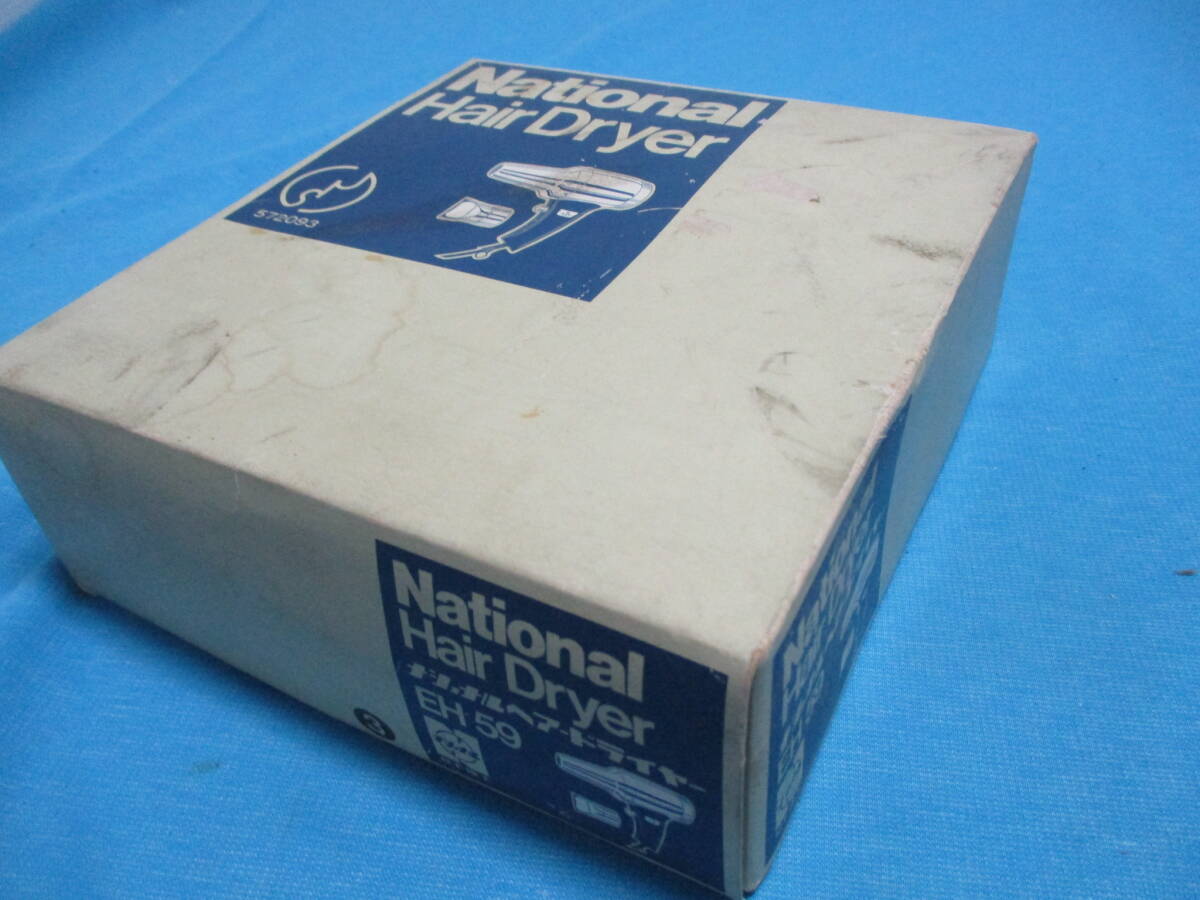 National
Hair Dryer
572093
National
Hair Dryer
ナショナルヘアードライヤー
EH 59
3